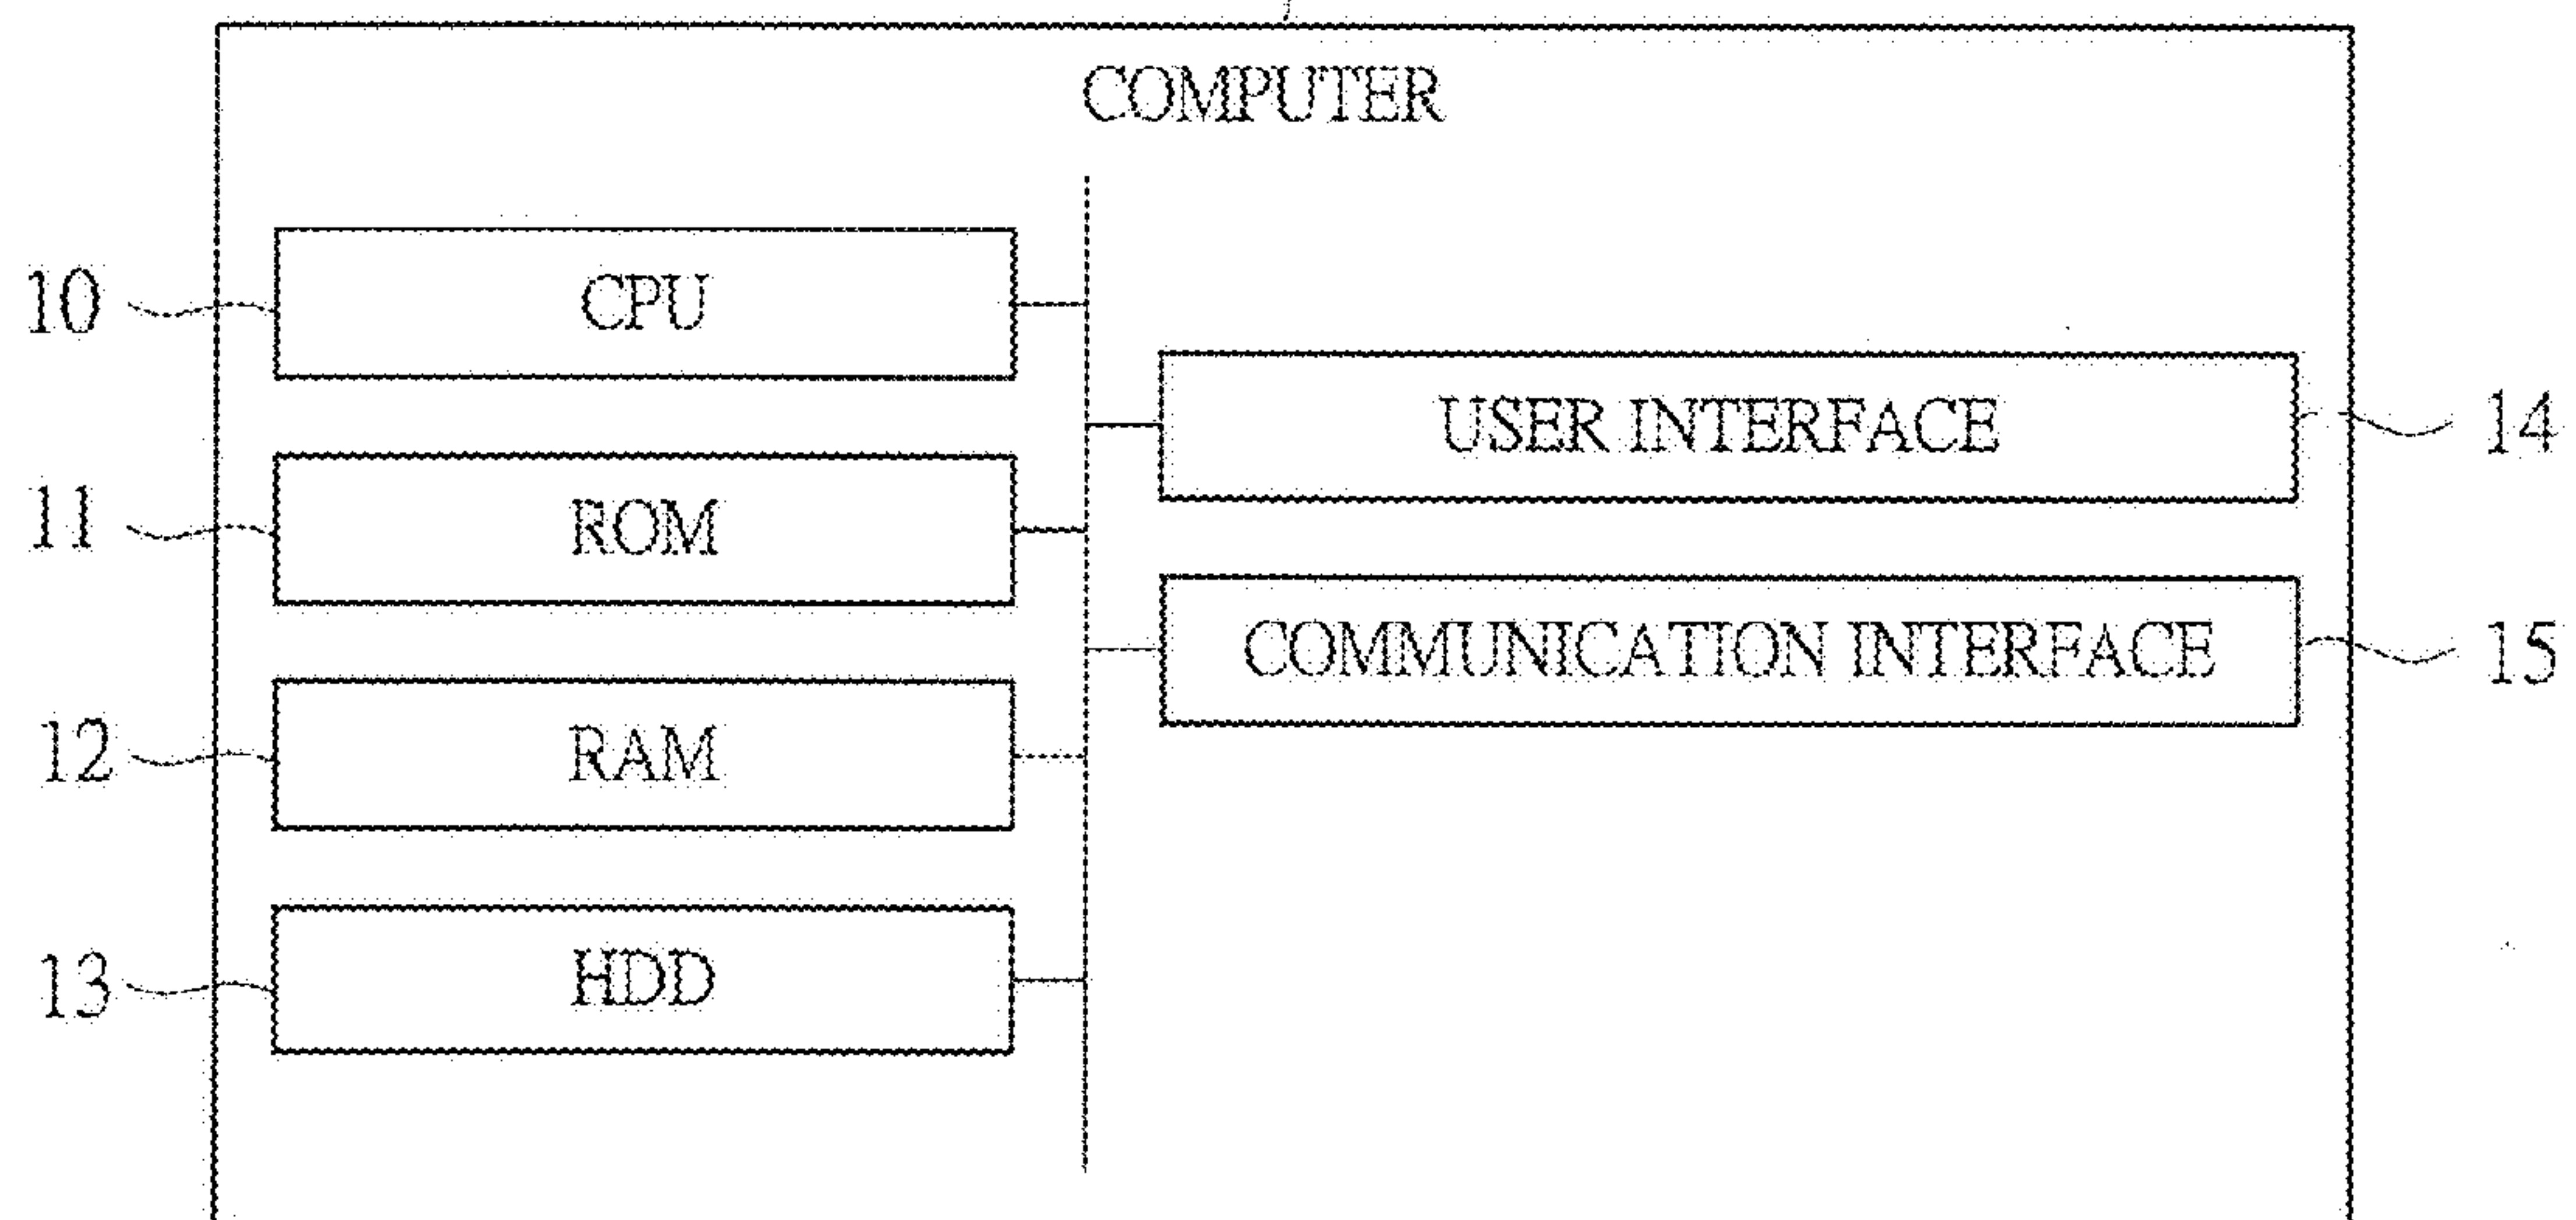 COMPUTER
10 CPU
USER INTERFACE 14
11 ROM
COMMUNICATION INTERFACE 15
12 RAM
13 HDD